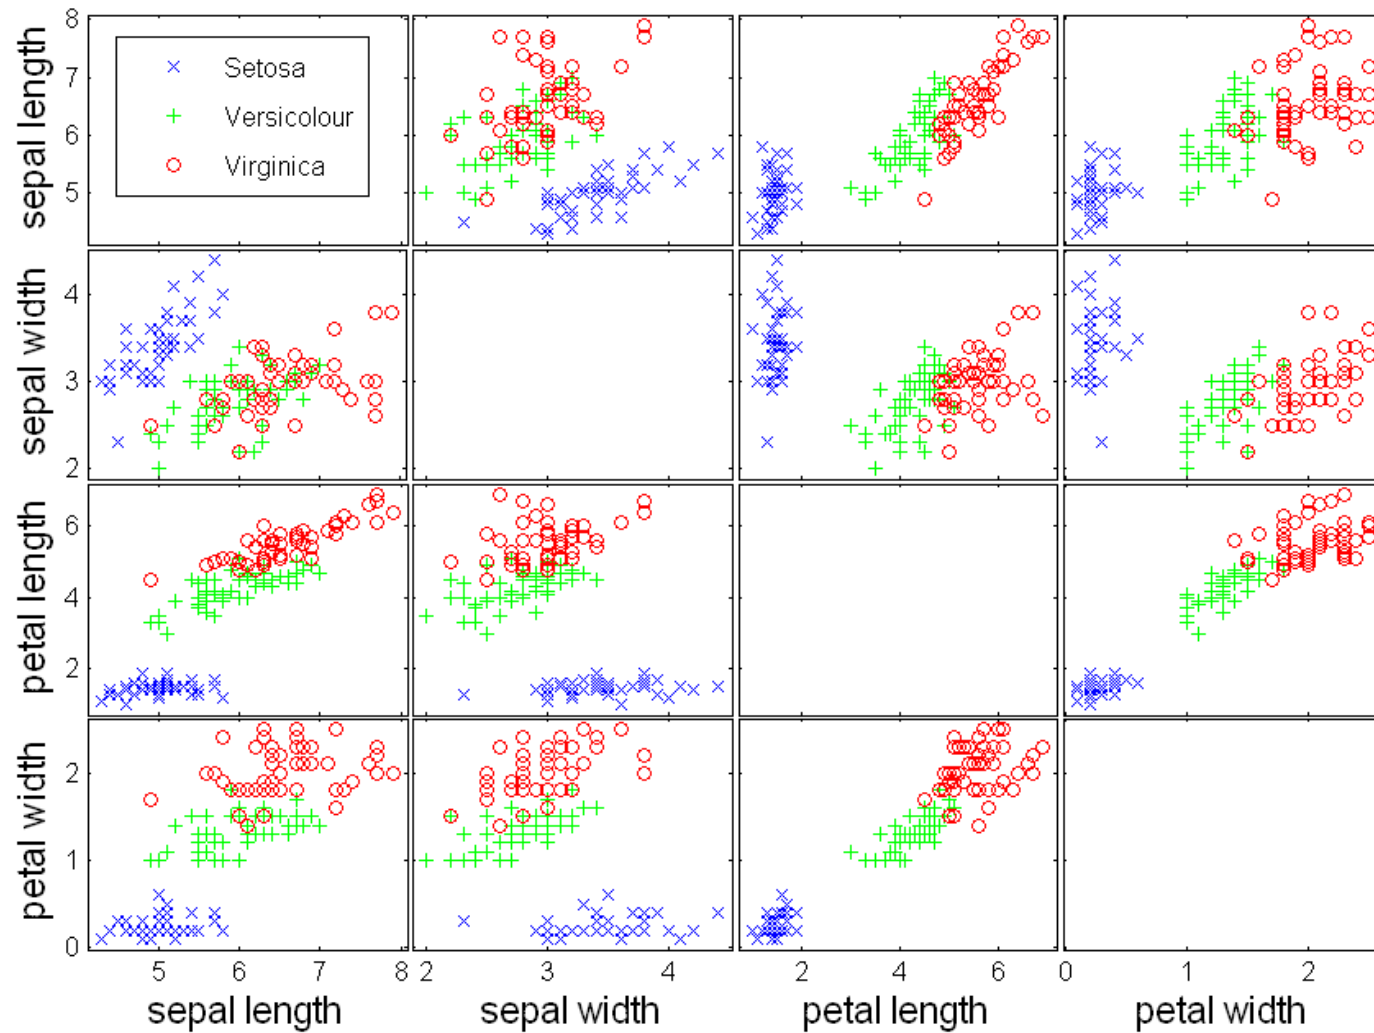 sepal length
8
7
6
5
Setosa
Versicolour
Virginica
sepal width
4
3
2
petal length
6
4
2
petal width
2
1
0
5 6 7 8 2 3 4 2 4 6 0 1 2
sepal length sepal width petal length petal width